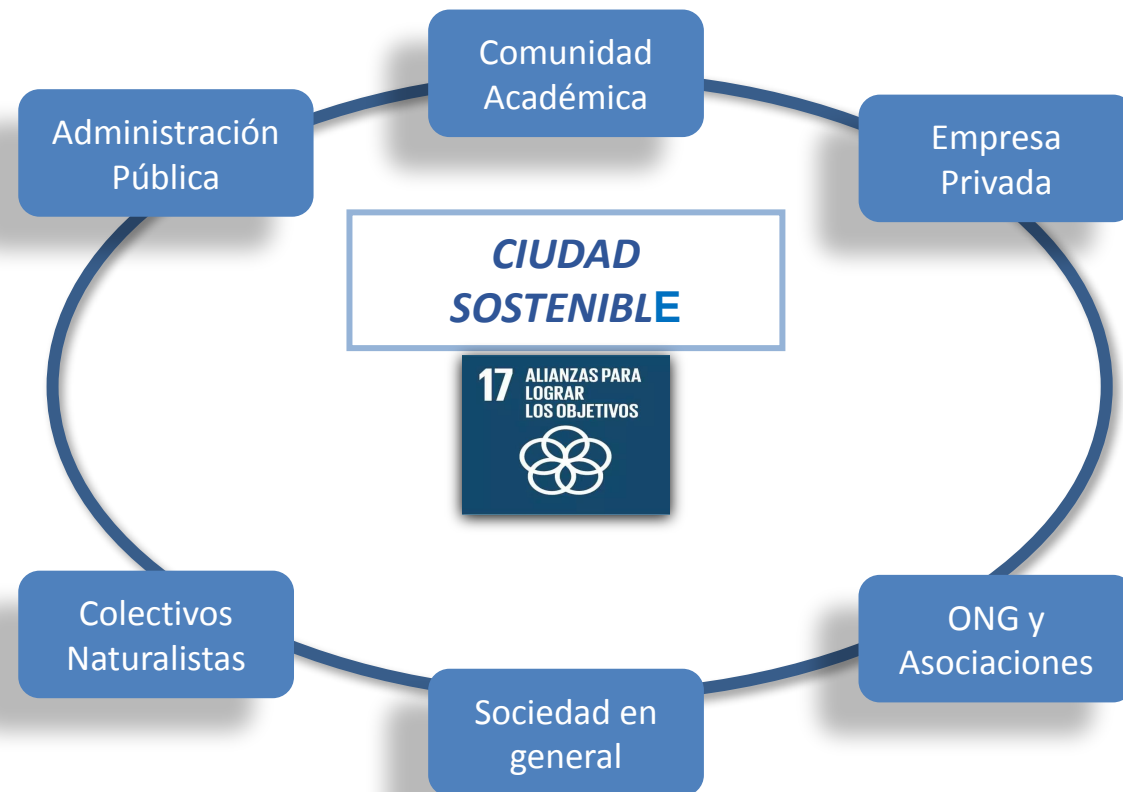 Comunidad
Académica
Administración
Pública
Empresa
Privada
CIUDAD
SOSTENIBLE
17 ALIANZAS PARA
LOGRAR
LOS OBJETIVOS
Colectivos
Naturalistas
ONG y
Asociaciones
Sociedad en
general